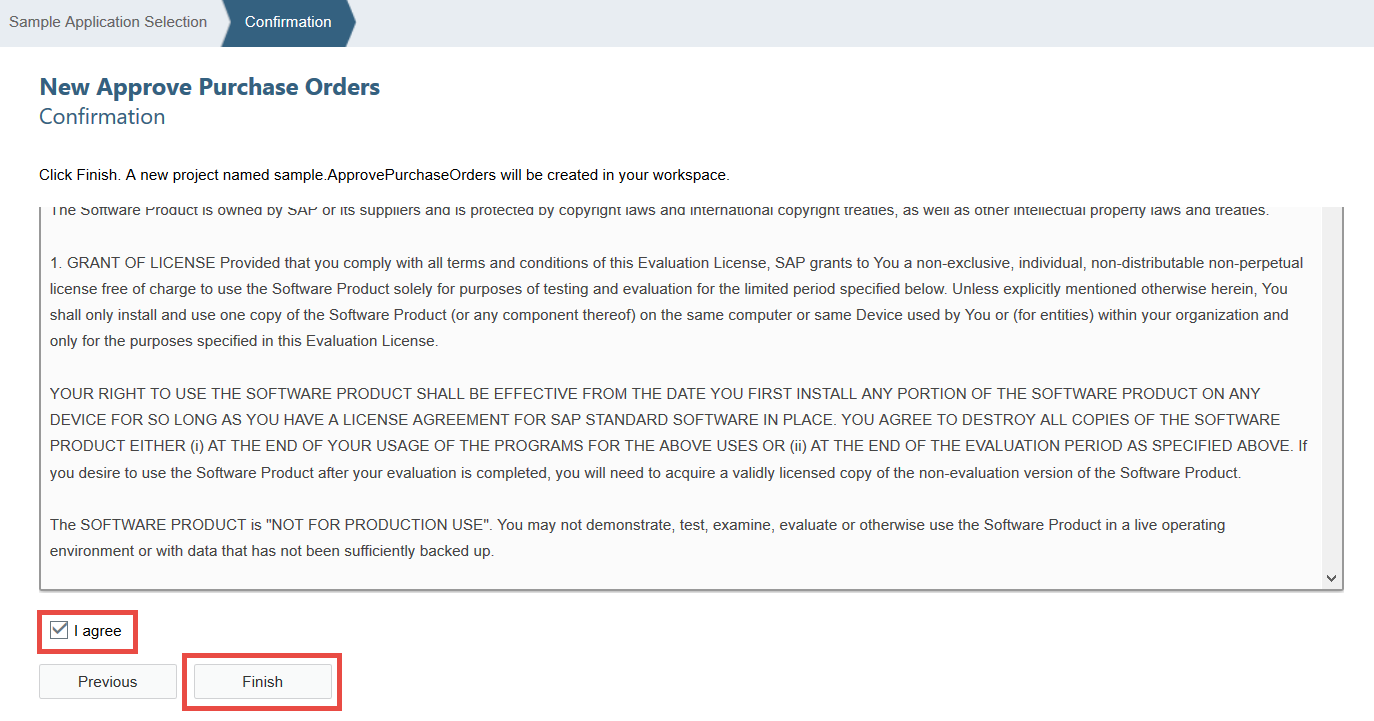 Sample Application Selection
Confirmation
New Approve Purchase Orders
Confirmation
Click Finish. A new project named sample.ApprovePurchaseOrders will be created in your workspace.
The Software Product is owned by SAP or its suppliers and is protected by copyright laws and international copyright treaties, as well as other intellectual property laws and treaties.
1. GRANT OF LICENSE Provided that you comply with all terms and conditions of this Evaluation License, SAP grants to You a non-exclusive, individual, non-distributable non-perpetual
license free of charge to use the Software Product solely for purposes of testing and evaluation for the limited period specified below. Unless explicitly mentioned otherwise herein, You
shall only install and use one copy of the Software Product (or any component thereof) on the same computer or same Device used by You or (for entities) within your organization and
only for the purposes specified in this Evaluation License.
YOUR RIGHT TO USE THE SOFTWARE PRODUCT SHALL BE EFFECTIVE FROM THE DATE YOU FIRST INSTALL ANY PORTION OF THE SOFTWARE PRODUCT ON ANY
DEVICE FOR SO LONG AS YOU HAVE A LICENSE AGREEMENT FOR SAP STANDARD SOFTWARE IN PLACE. YOU AGREE TO DESTROY ALL COPIES OF THE SOFTWARE
PRODUCT EITHER (i) AT THE END OF YOUR USAGE OF THE PROGRAMS FOR THE ABOVE USES OR (ii) AT THE END OF THE EVALUATION PERIOD AS SPECIFIED ABOVE. If
you desire to use the Software Product after your evaluation is completed, you will need to acquire a validly licensed copy of the non-evaluation version of the Software Product.
The SOFTWARE PRODUCT is "NOT FOR PRODUCTION USE". You may not demonstrate, test, examine, evaluate or otherwise use the Software Product in a live operating
environment or with data that has not been sufficiently backed up.
I agree
Previous
Finish